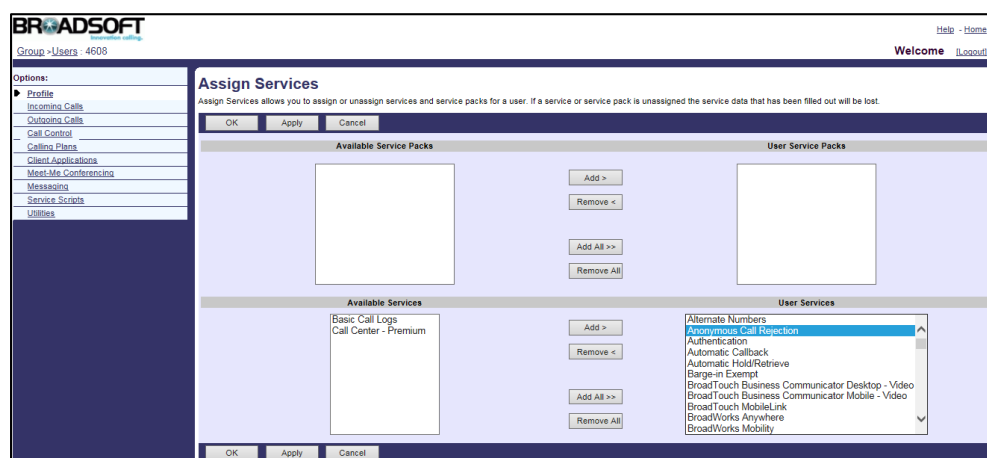 BROADSOFT
Innovation calling.
Help - Home
Group >Users : 4608
Welcome [Logout]
Options:
Profile
Incoming Calls
Outgoing Calls
Call Control
Calling Plans
Client Applications
Meet-Me Conferencing
Messaging
Service Scripts
Utilities
Assign Services
Assign Services allows you to assign or unassign services and service packs for a user. If a service or service pack is unassigned the service data that has been filled out will be lost.
OK Apply Cancel
Available Service Packs User Service Packs
Add >
Remove <
Add All >>
Remove All
Available Services User Services
Basic Call Logs
Call Center - Premium
Add >
Remove <
Add All >>
Remove All
Alternate Numbers
Anonymous Call Rejection
Authentication
Automatic Callback
Automatic Hold/Retrieve
Barge-in Exempt
BroadTouch Business Communicator Desktop - Video
BroadTouch Business Communicator Mobile - Video
BroadTouch MobileLink
BroadWorks Anywhere
BroadWorks Mobility
OK Apply Cancel